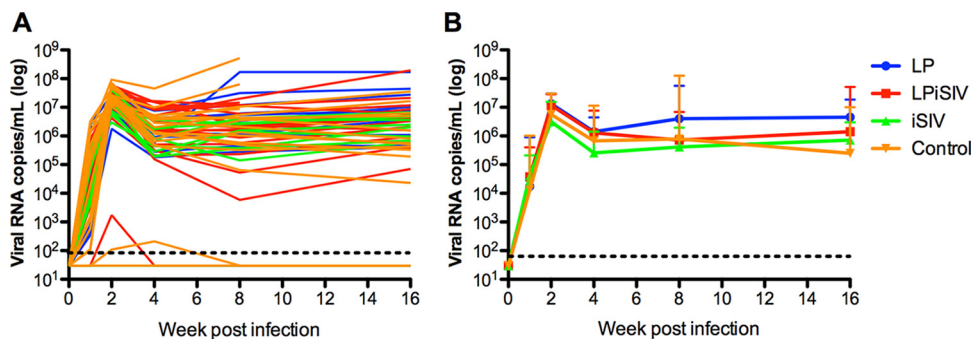 A
Viral RNA copies/mL (log)
10⁹
10⁸
10⁷
10⁶
10⁵
10⁴
10³
10²
10¹
0 2 4 6 8 10 12 14 16
Week post infection
B
Viral RNA copies/mL (log)
10⁹
10⁸
10⁷
10⁶
10⁵
10⁴
10³
10²
10¹
0 2 4 6 8 10 12 14 16
Week post infection
LP
LPiSIV
iSIV
Control